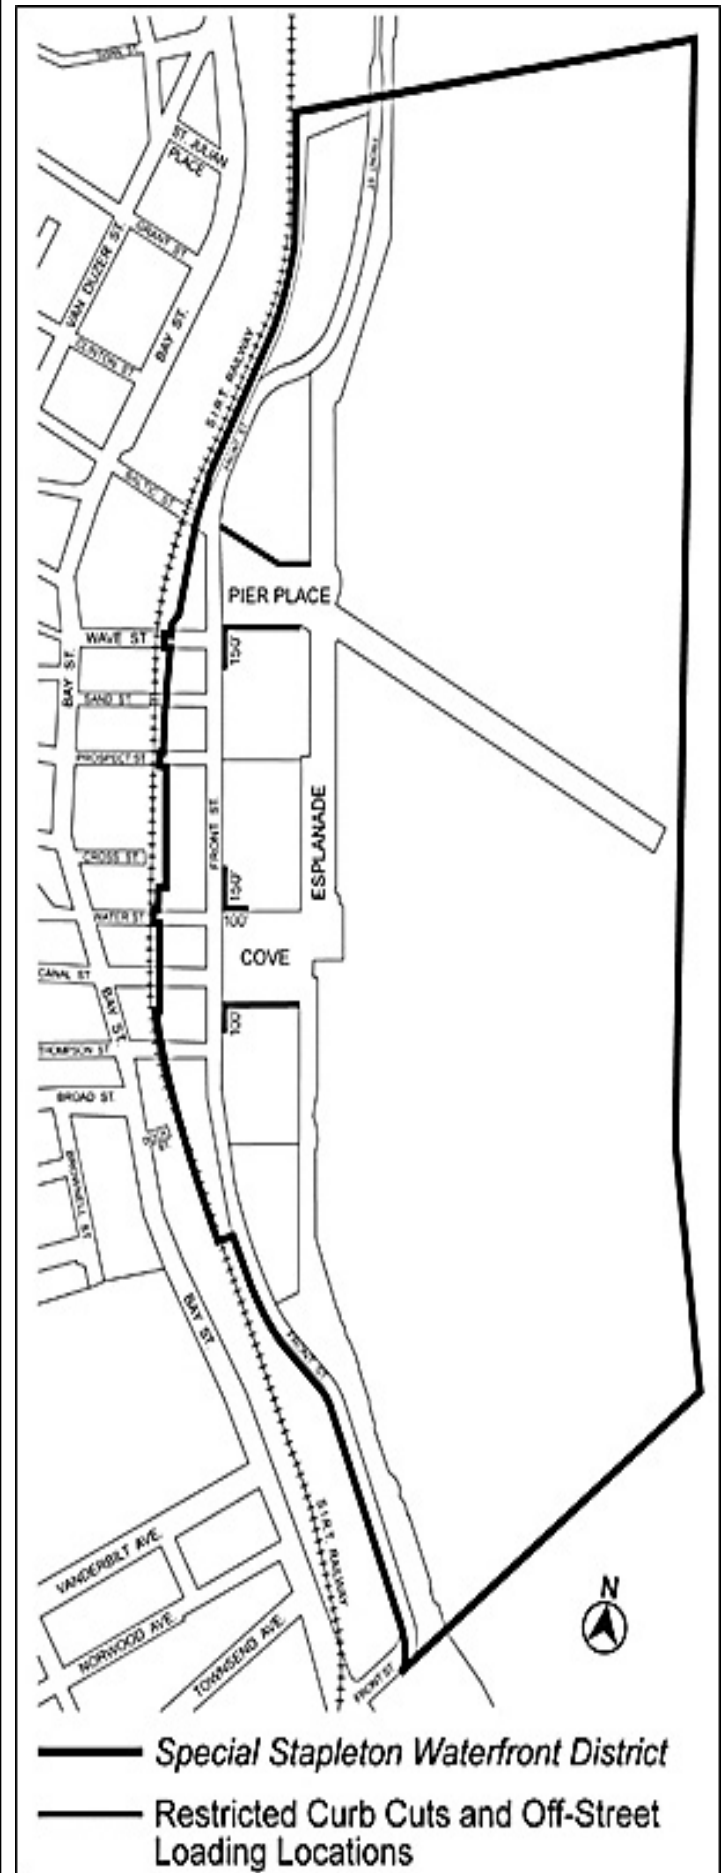 ST. JULIAN
PLACE
FRONT ST.
GRANT ST.
VAN DUZER ST.
BAY ST.
CLINTON ST.
S.I.R.T. RAILWAY
FRONT ST.
BALTIC ST.
PIER PLACE
WAVE ST.
150'
BAY ST.
SAND ST.
PROSPECT ST.
ESPLANADE
FRONT ST.
CROSS ST.
150'
WATER ST.
100'
COVE
CANAL ST.
BAY ST.
100'
THOMPSON ST.
BROAD ST.
BROWNELL ST.
BAY ST.
FRONT ST.
S.I.R.T. RAILWAY
VANDERBILT AVE.
N
NORWOOD AVE.
TOWNSEND AVE.
FRONT ST.
Special Stapleton Waterfront District
Restricted Curb Cuts and Off-Street
Loading Locations